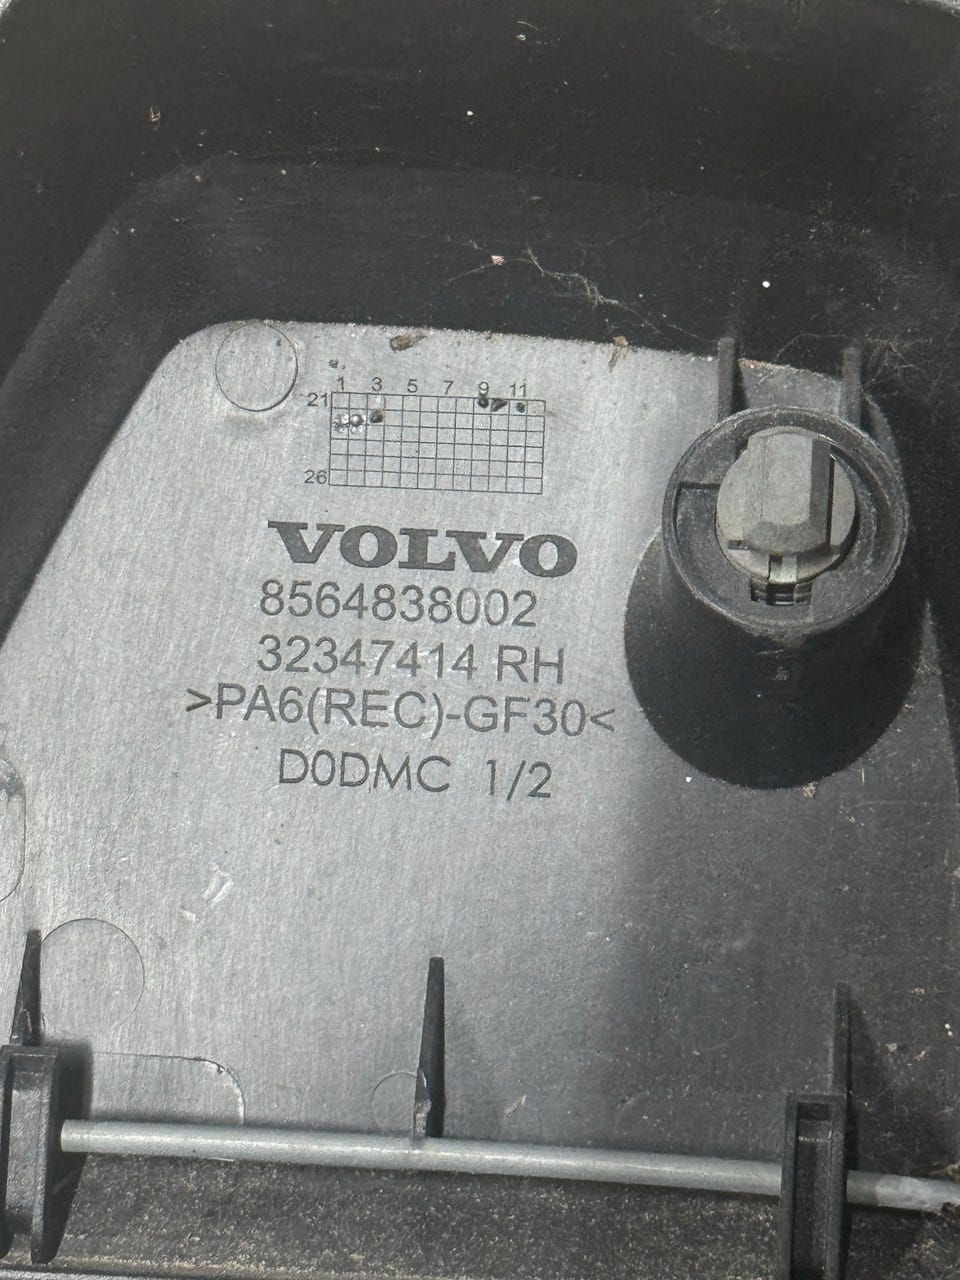 1 3 5 7 9 11
21
26
VOLVO
8564838002
32347414 RH
>PA6(REC)-GF30<
D0DMC 1/2